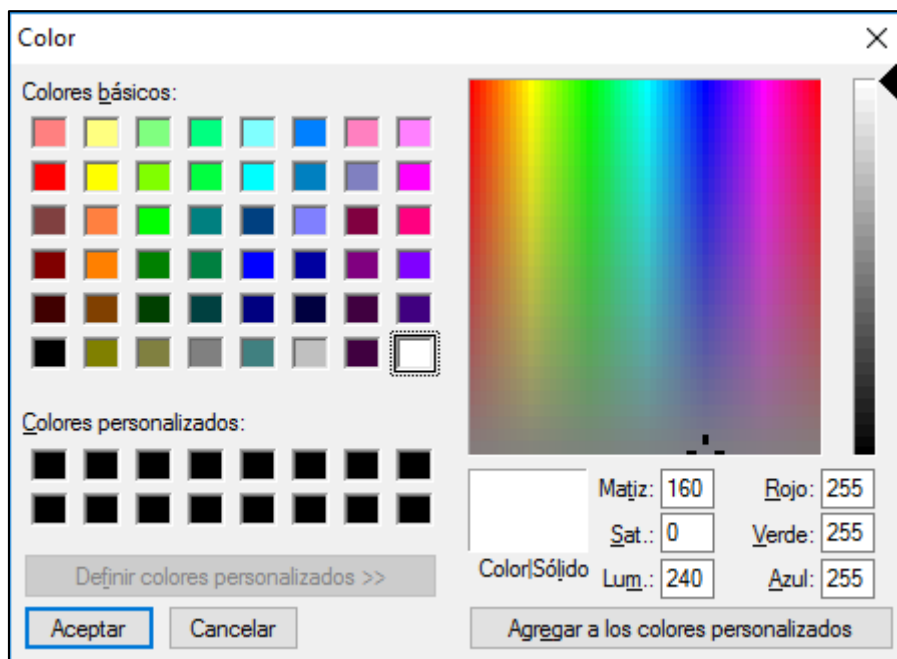 Color
Colores básicos:
Colores personalizados:
Definir colores personalizados >>
Aceptar
Cancelar
Color|Sólido
Matiz: 160
Sat.: 0
Lum.: 240
Rojo: 255
Verde: 255
Azul: 255
Agregar a los colores personalizados